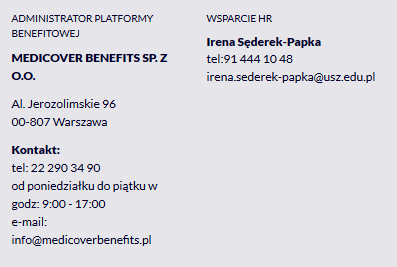 ADMINISTRATOR PLATFORMY
BENEFITOWEJ
MEDICOVER BENEFITS SP. Z
O.O.
Al. Jerozolimskie 96
00-807 Warszawa
Kontakt:
tel: 22 290 34 90
od poniedziałku do piątku w
godz: 9:00 - 17:00
e-mail:
info@medicoverbenefits.pl
WSPARCIE HR
Irena Sęderek-Papka
tel:91 444 10 48
irena.sederek-papka@usz.edu.pl